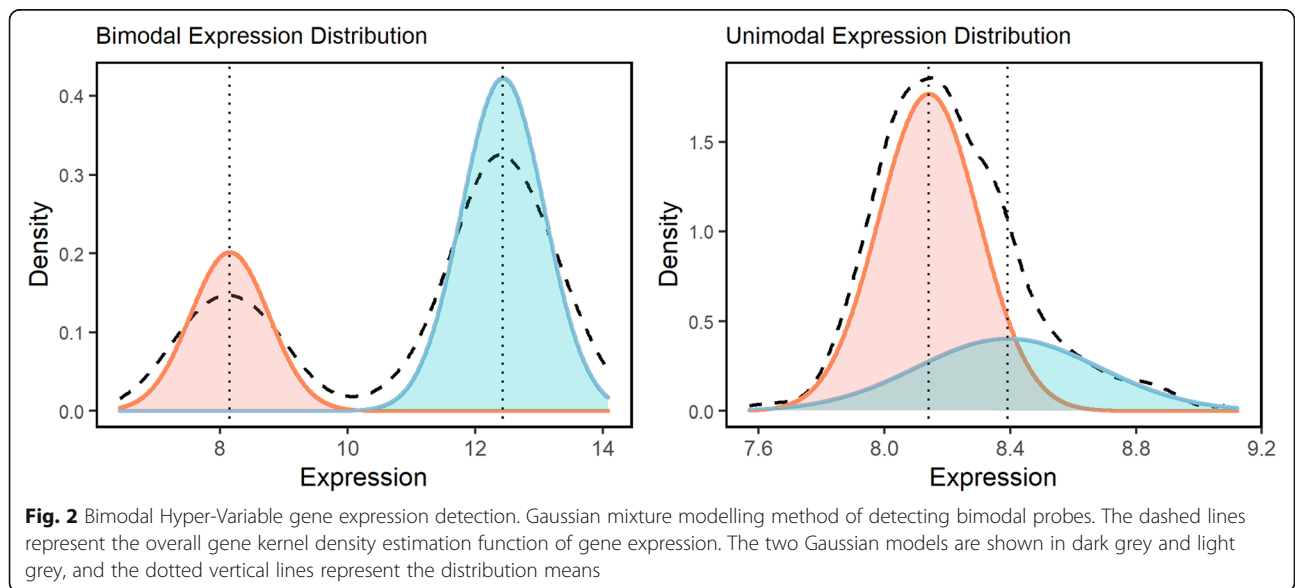 Bimodal Expression Distribution
Unimodal Expression Distribution
Density
0.4
0.3
0.2
0.1
0.0
8
10
12
14
Expression
Density
1.5
1.0
0.5
0.0
7.6
8.0
8.4
8.8
9.2
Expression
Fig. 2 Bimodal Hyper-Variable gene expression detection. Gaussian mixture modelling method of detecting bimodal probes. The dashed lines
represent the overall gene kernel density estimation function of gene expression. The two Gaussian models are shown in dark grey and light
grey, and the dotted vertical lines represent the distribution means